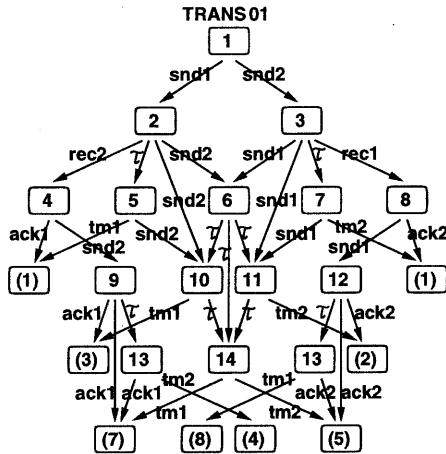 TRANS01
1
snd1 snd2
2 3
rec2 τ snd2 snd1 τ rec1
4 5 snd2 6 snd1 7 8
ack1 tm1 snd2 snd2 τ τ τ snd1 tm2 snd1 ack2
(1) 9 10 11 12 (1)
ack1 τ tm1 τ τ tm2 τ ack2
(3) 13 14 13 (2)
ack1 ack1 tm2 tm1 tm1 tm2 ack2 ack2
(7) (8) (4) (5)